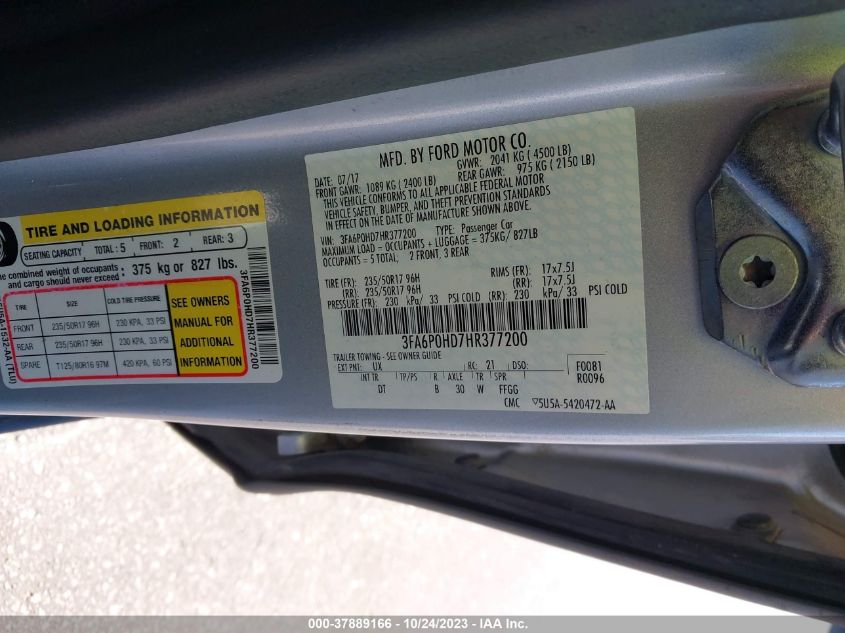 TIRE AND LOADING INFORMATION
SEATING CAPACITY TOTAL: 5 FRONT: 2 REAR: 3
he combined weight of occupants and cargo should never exceed: 375 kg or 827 lbs.
TIRE SIZE COLD TIRE PRESSURE
FRONT 235/50R17 96H 230 KPA, 33 PSI
REAR 235/50R17 96H 230 KPA, 33 PSI
SPARE T125/80R16 97M 420 KPA, 60 PSI
SEE OWNERS
MANUAL FOR
ADDITIONAL
INFORMATION
3FA6P0HD7HR377200
5U5A-1532-AA (TLU)
MFD. BY FORD MOTOR CO.
DATE: 07/17 GVWR: 2041 KG ( 4500 LB)
FRONT GAWR: 1089 KG ( 2400 LB) REAR GAWR: 975 KG ( 2150 LB)
THIS VEHICLE CONFORMS TO ALL APPLICABLE FEDERAL MOTOR
VEHICLE SAFETY, BUMPER, AND THEFT PREVENTION STANDARDS
IN EFFECT ON THE DATE OF MANUFACTURE SHOWN ABOVE.
VIN: 3FA6P0HD7HR377200 TYPE: Passenger Car
MAXIMUM LOAD = OCCUPANTS + LUGGAGE = 375KG/ 827LB
OCCUPANTS = 5 TOTAL; 2 FRONT, 3 REAR
TIRE (FR): 235/50R17 96H RIMS (FR): 17x7.5J
(RR): 235/50R17 96H (RR): 17x7.5J
PRESSURE (FR): 230 kPa/ 33 PSI COLD (RR): 230 kPa/ 33 PSI COLD
3FA6P0HD7HR377200
TRAILER TOWING - SEE OWNER GUIDE
EXT PNT: UX RC: 21 DSO: F0081
R0096
INT TR TP/PS R AXLE TR SPR
DT B 30 W FFGG
CMC 5U5A-5420472-AA
000-37889166 - 10/24/2023 - IAA Inc.